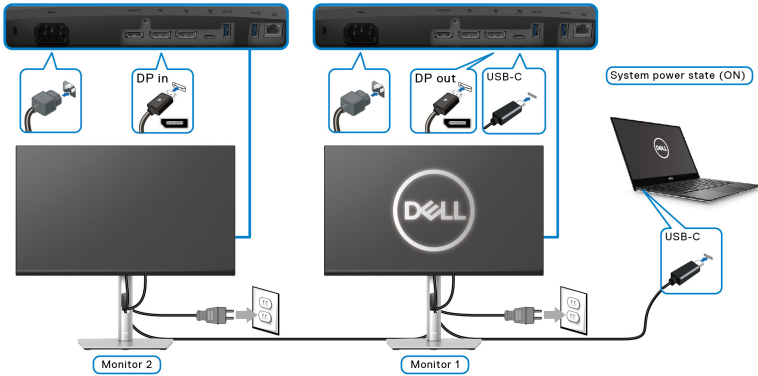 DP in
DP out
USB-C
System power state (ON)
DELL
DELL
USB-C
Monitor 2
Monitor 1